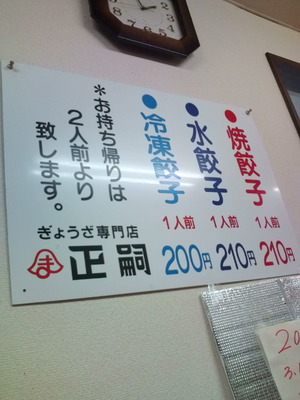 ●焼餃子 1人前 210円
●水餃子 1人前 210円
●冷凍餃子 1人前 200円
*お持ち帰りは
2人前より
致します。
ぎょうざ専門店
正嗣